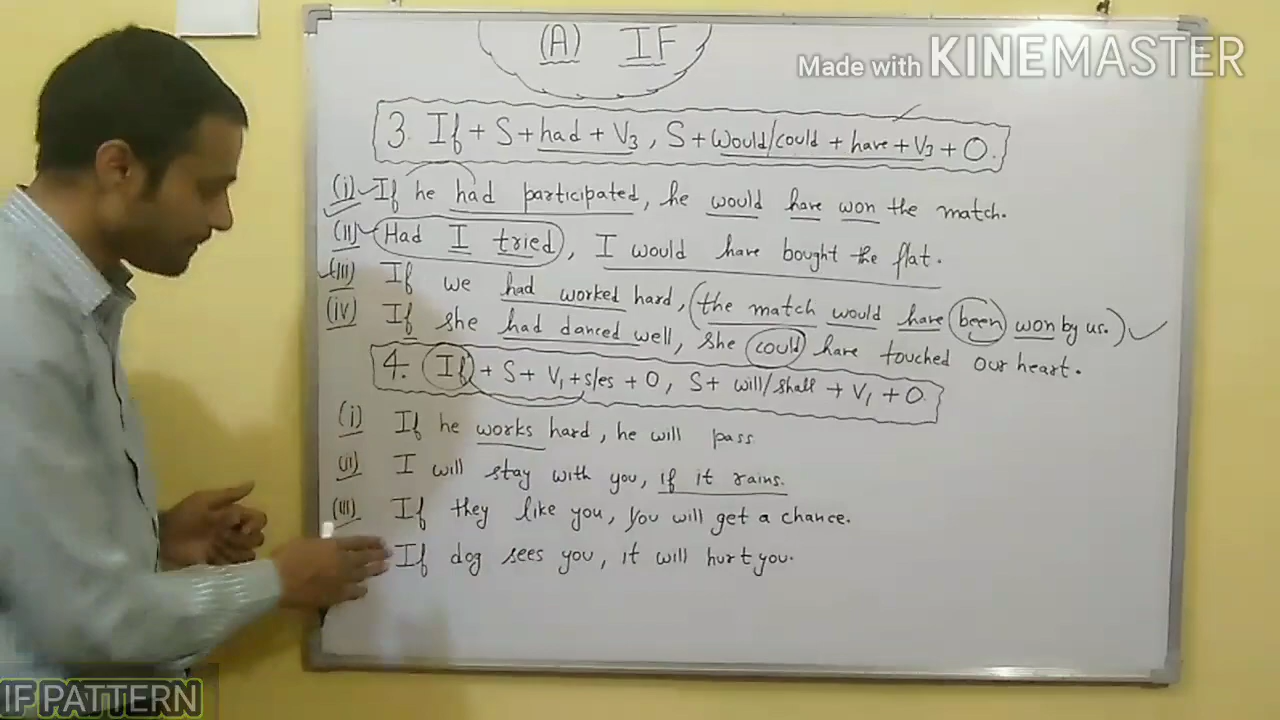 Made with KINEMASTER
(A) IF
3. If + S + had + V3, S + Would/could + have + V3 + O.
(i) If he had participated, he would have won the match.
(ii) Had I tried, I would have bought the flat.
(iii) If we had worked hard, (the match would have been won by us.)
(iv) If she had danced well, she could have touched our heart.
4. If + S + V1 + s/es + O, S + will/shall + V1 + O.
(i) If he works hard, he will pass
(ii) I will stay with you, if it rains.
(iii) If they like you, you will get a chance.
If dog sees you, it will hurt you.
IF PATTERN